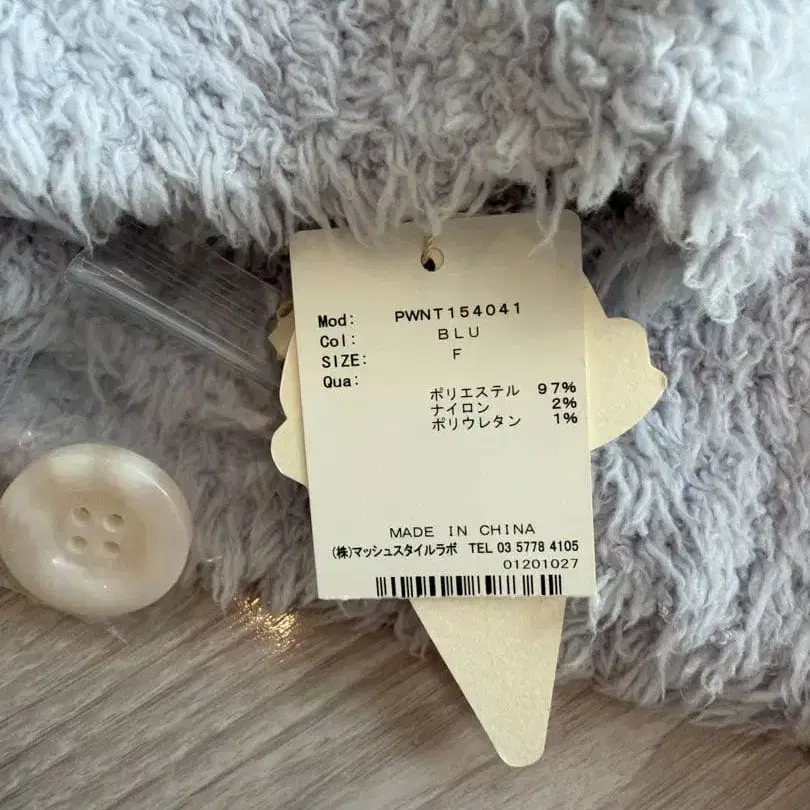 Mod: PWNT154041
Col: BLU
SIZE: F
Qua:
ポリエステル 97%
ナイロン 2%
ポリウレタン 1%
MADE IN CHINA
(株)マッシュスタイルラボ TEL 03 5778 4105
01201027